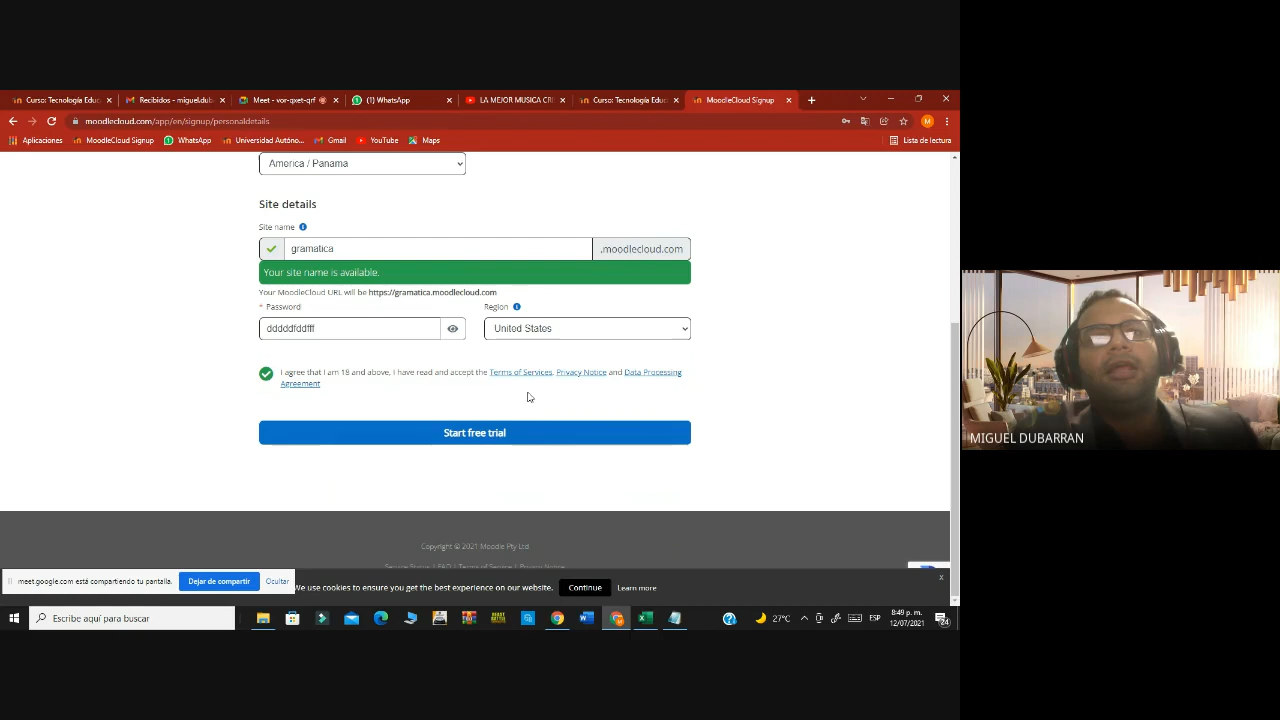 Curso: Tecnología Educ
Recibidos - miguel.dub
Meet - vor-qxet-qrf
(1) WhatsApp
LA MEJOR MUSICA CRI
Curso: Tecnología Educ
MoodleCloud Signup
moodlecloud.com/app/en/signup/personaldetails
Aplicaciones
MoodleCloud Signup
WhatsApp
Universidad Autóno...
Gmail
YouTube
Maps
Lista de lectura
America / Panama
Site details
Site name
gramatica
.moodlecloud.com
Your site name is available.
Your MoodleCloud URL will be https://gramatica.moodlecloud.com
* Password
Region
dddddfddfff
United States
I agree that I am 18 and above, I have read and accept the Terms of Services, Privacy Notice and Data Processing
Agreement
Start free trial
MIGUEL DUBARRAN
Copyright © 2021 Moodle Pty Ltd
meet.google.com está compartiendo tu pantalla.
Dejar de compartir
Ocultar
We use cookies to ensure you get the best experience on our website.
Continue
Learn more
x
Escribe aquí para buscar
27°C
ESP
8:49 p. m.
12/07/2021
24